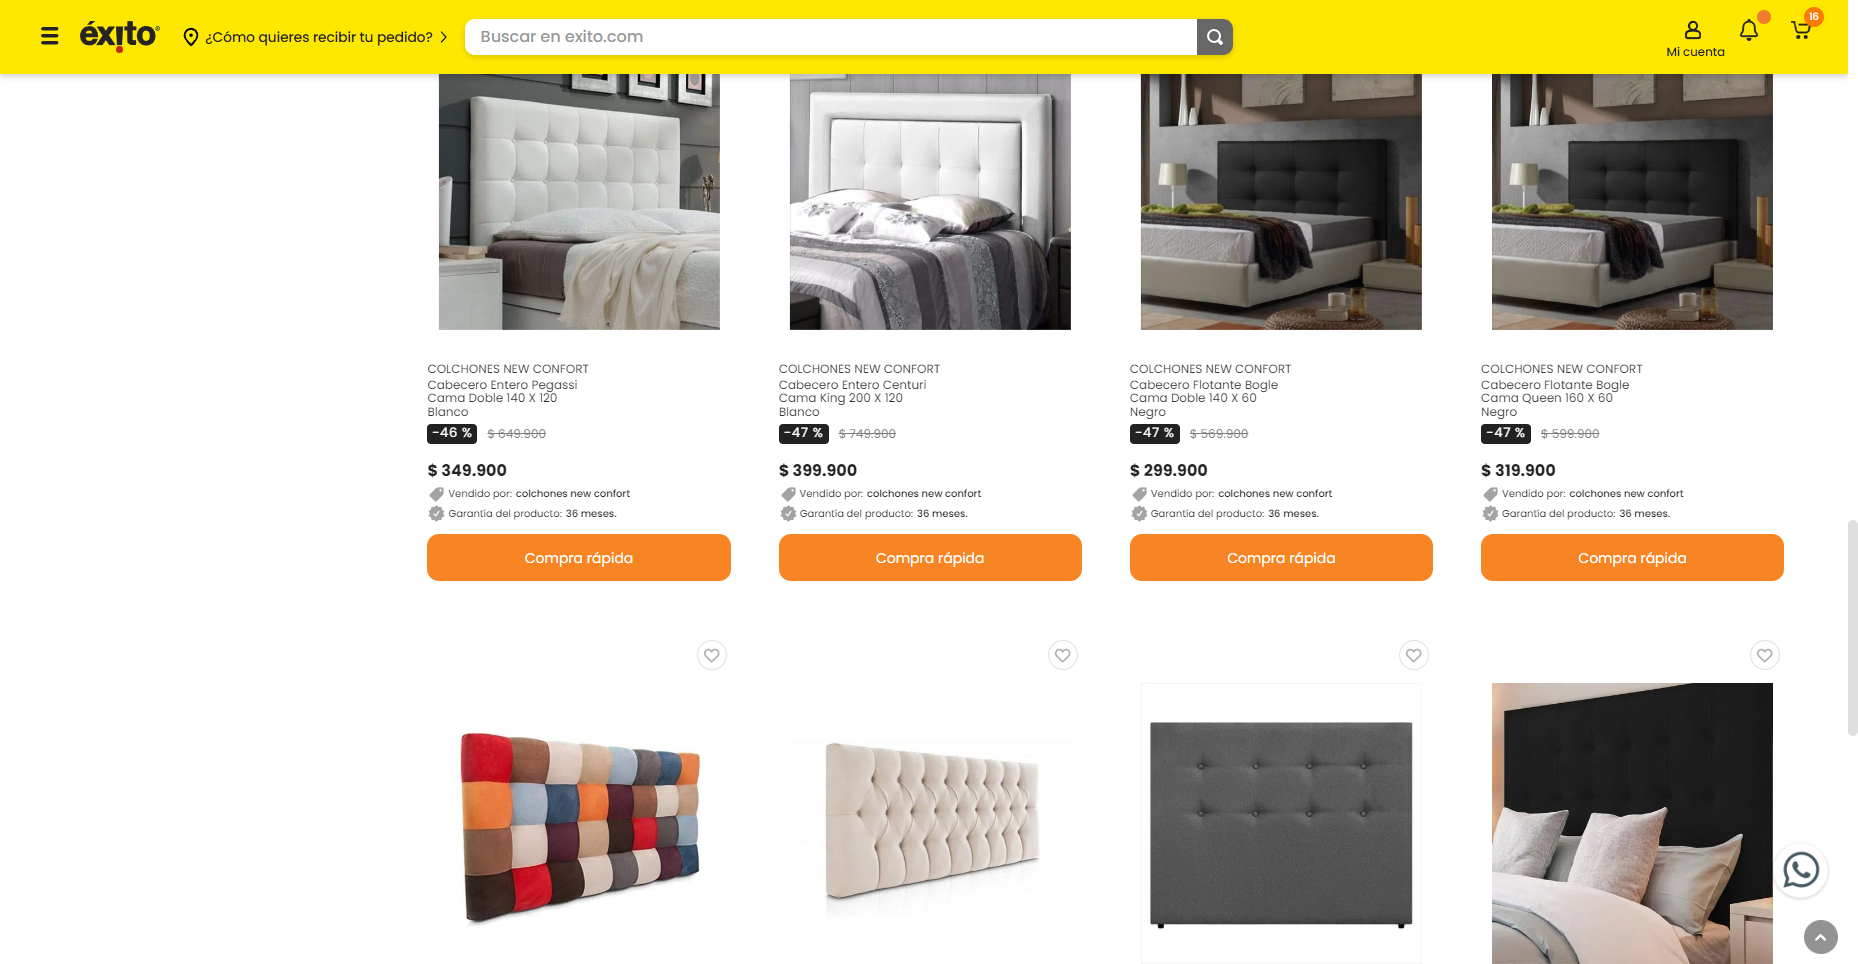 éxito
¿Cómo quieres recibir tu pedido?
Buscar en exito.com
Mi cuenta
16
COLCHONES NEW CONFORT
Cabecero Entero Pegassi
Cama Doble 140 X 120
Blanco
-46 % $ 649.900
$ 349.900
Vendido por: colchones new confort
Garantía del producto: 36 meses.
Compra rápida
COLCHONES NEW CONFORT
Cabecero Entero Centuri
Cama King 200 X 120
Blanco
-47 % $ 749.900
$ 399.900
Vendido por: colchones new confort
Garantía del producto: 36 meses.
Compra rápida
COLCHONES NEW CONFORT
Cabecero Flotante Bogle
Cama Doble 140 X 60
Negro
-47 % $ 569.900
$ 299.900
Vendido por: colchones new confort
Garantía del producto: 36 meses.
Compra rápida
COLCHONES NEW CONFORT
Cabecero Flotante Bogle
Cama Queen 160 X 60
Negro
-47 % $ 599.900
$ 319.900
Vendido por: colchones new confort
Garantía del producto: 36 meses.
Compra rápida